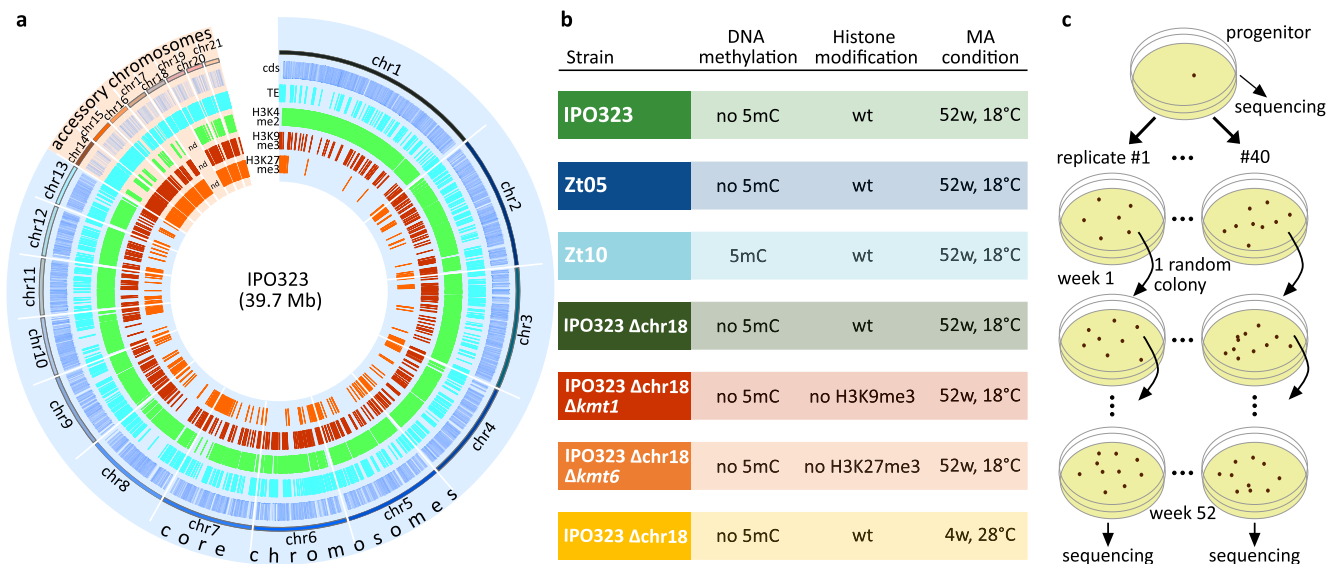 a
accessory chromosomes
chr14
chr15
chr16
chr17
chr18
chr19
chr20
chr21
cds
TE
H3K4
me2
H3K9
me3
H3K27
me3
nd
nd
nd
chr1
chr2
chr3
chr4
chr5
chr6
chr7
chr8
chr9
chr10
chr11
chr12
chr13
core chromosomes
IPO323
(39.7 Mb)
b
Strain DNA methylation Histone modification MA condition
IPO323 no 5mC wt 52w, 18°C
Zt05 no 5mC wt 52w, 18°C
Zt10 5mC wt 52w, 18°C
IPO323 Δchr18 no 5mC wt 52w, 18°C
IPO323 Δchr18
Δkmt1 no 5mC no H3K9me3 52w, 18°C
IPO323 Δchr18
Δkmt6 no 5mC no H3K27me3 52w, 18°C
IPO323 Δchr18 no 5mC wt 4w, 28°C
c
progenitor
sequencing
replicate #1 ••• #40
•••
week 1
1 random
colony
•••
•••
week 52
sequencing sequencing